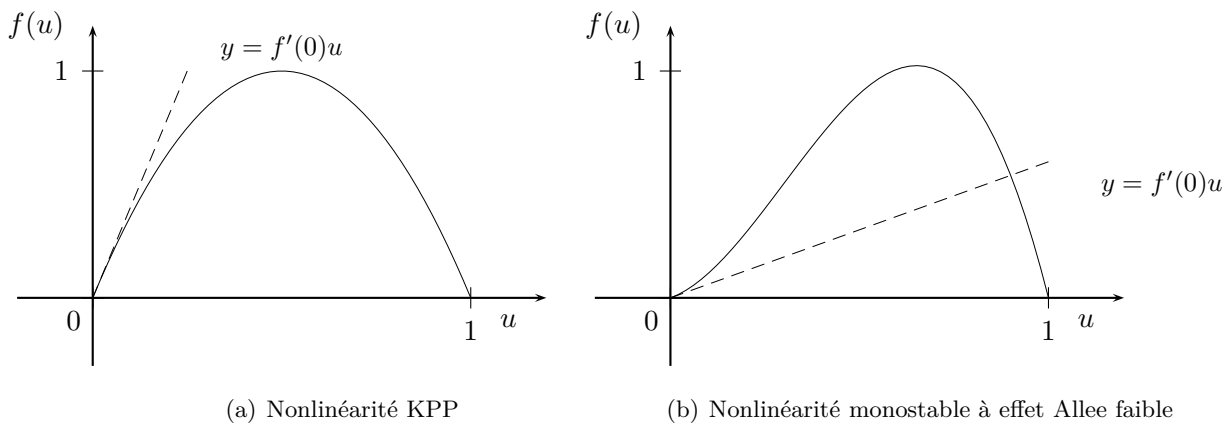 f(u)
y = f'(0)u
1
0
1
u
(a) Nonlinéarité KPP
f(u)
1
y = f'(0)u
0
1
u
(b) Nonlinéarité monostable à effet Allee faible